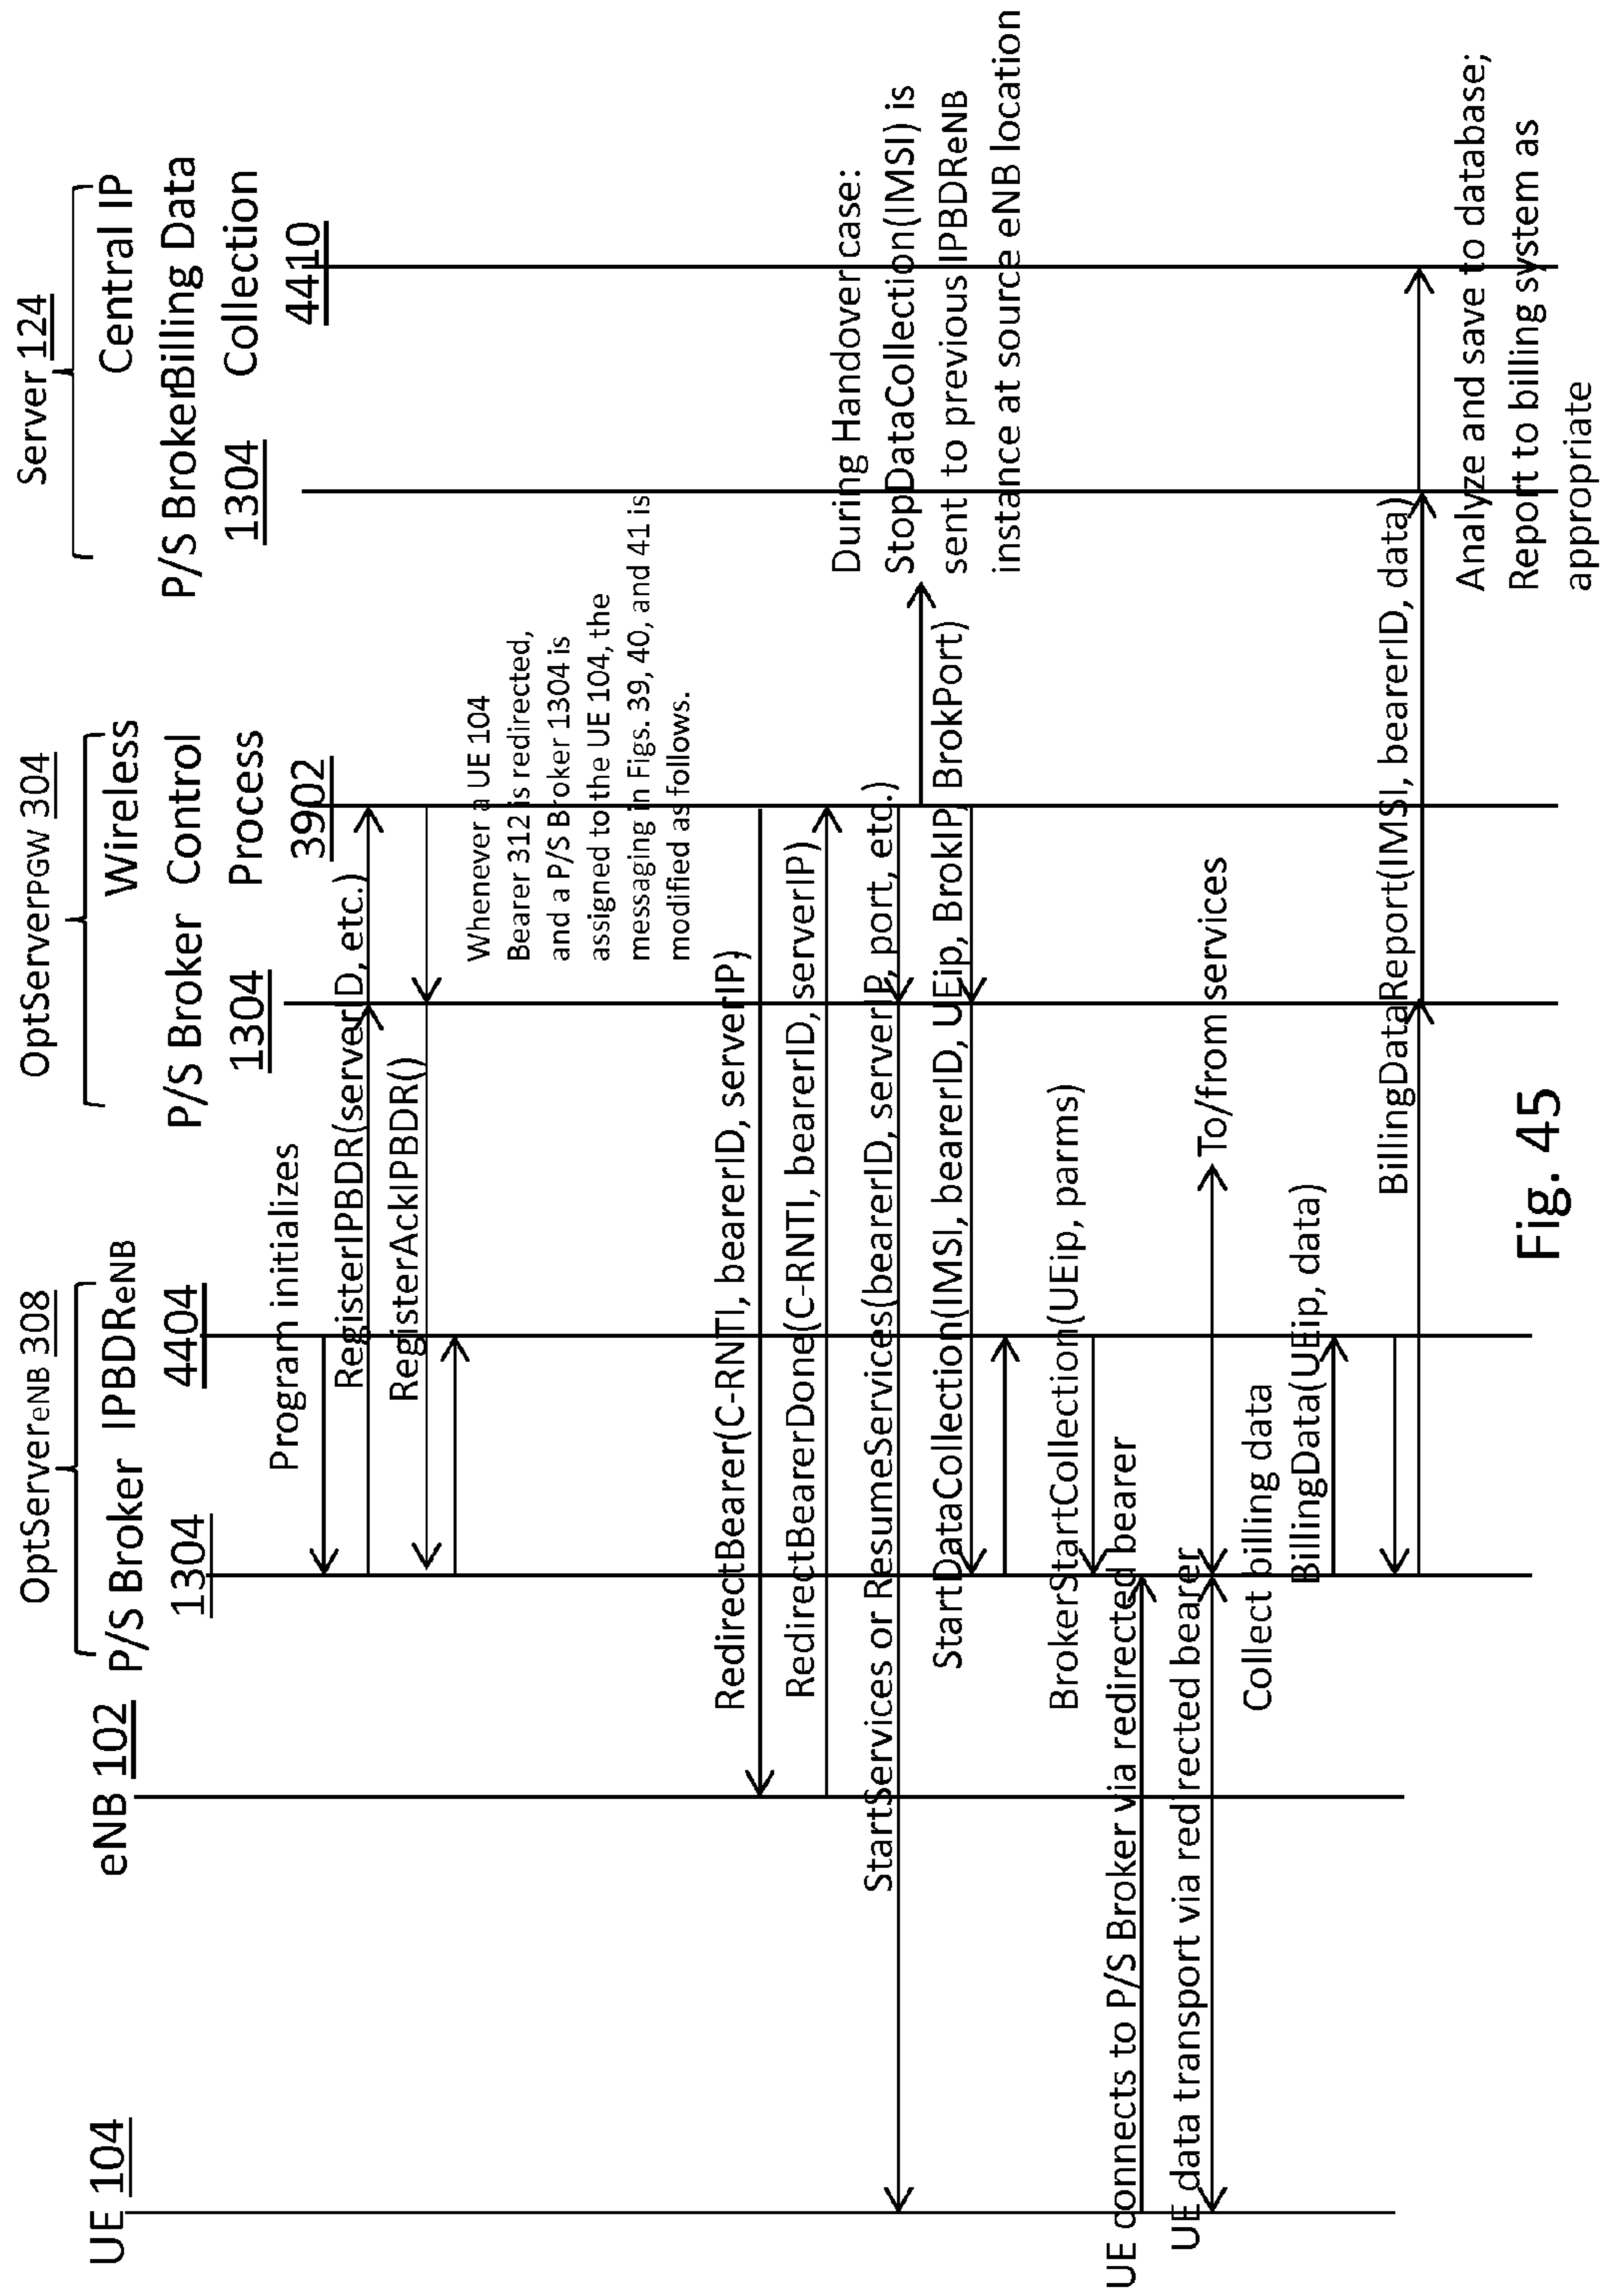 UE 104
eNB 102
OptServereNB 308
P/S Broker
1304
IPBDReNB
4404
OptServerPGW 304
P/S Broker
1304
Wireless
Control
Process
3902
Server 124
P/S Broker
1304
Central IP
Billing Data
Collection
4410
Program initializes
RegisterIPBDR(serverID, etc.)
RegisterAckIPBDR()
Whenever a UE 104
Bearer 312 is redirected,
and a P/S Broker 1304 is
assigned to the UE 104, the
messaging in Figs. 39, 40, and 41 is
modified as follows.
RedirectBearer(C-RNTI, bearerID, serverIP)
RedirectBearerDone(C-RNTI, bearerID, serverIP)
StartServices or ResumeServices(bearerID, serverIP, port, etc.)
During Handover case:
StopDataCollection(IMSI) is
sent to previous IPBDReNB
instance at source eNB location
StartDataCollection(IMSI, bearerID, UEip, BrokIP, BrokPort)
BrokerStartCollection(UEip, parms)
UE connects to P/S Broker via redirected bearer
UE data transport via redirected bearer
To/from services
Collect billing data
BillingData(UEip, data)
BillingDataReport(IMSI, bearerID, data)
Analyze and save to database;
Report to billing system as
appropriate
Fig. 45